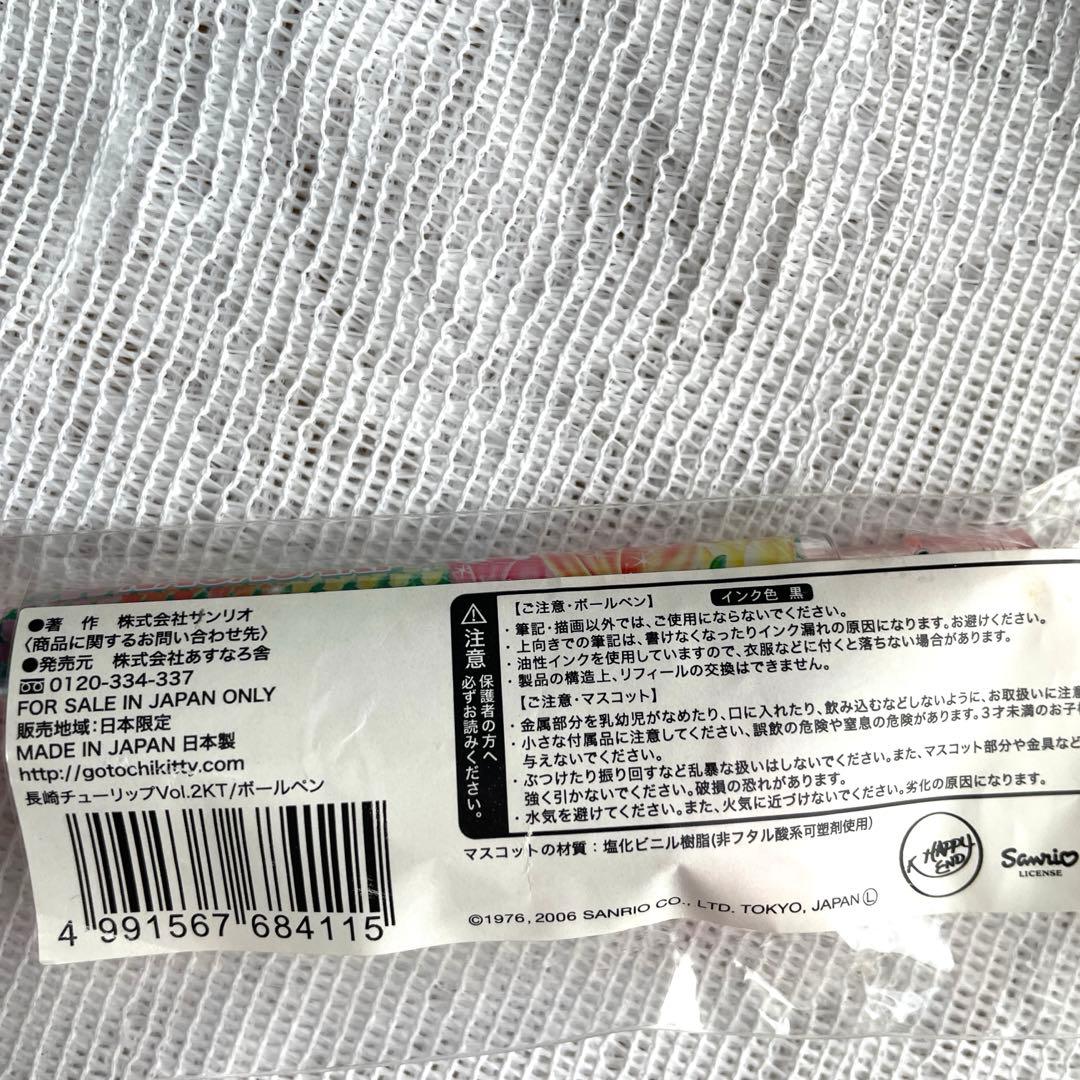 ●著　作　株式会社サンリオ
〈商品に関するお問い合わせ先〉
●発売元　株式会社あすなろ舎
0120-334-337
FOR SALE IN JAPAN ONLY
販売地域：日本限定
MADE IN JAPAN 日本製
http://gotochikitty.com
長崎チューリップVol.2KT/ボールペン
4 991567 684115
注意
保護者の方へ
必ずお読みください。
【ご注意・ボールペン】
インク色　黒
・筆記・描画以外では、ご使用にならないでください。
・上向きでの筆記は、書けなくなったりインク漏れの原因になります。お避けください。
・油性インクを使用していますので、衣服などに付くと落ちない場合があります。
・製品の構造上、リフィールの交換はできません。
【ご注意・マスコット】
・金属部分を乳幼児がなめたり、口に入れたり、飲み込むなどしないように、お取扱いに注意
・小さな付属品に注意してください、誤飲の危険や窒息の危険があります。3才未満のお子様
与えないでください。
・ぶつけたり振り回すなど乱暴な扱いはしないでください。また、マスコット部分や金具など
強く引かないでください。破損の恐れがあります。
・水気を避けてください。また、火気に近づけないでください。劣化の原因になります。
マスコットの材質：塩化ビニル樹脂(非フタル酸系可塑剤使用)
K HAPPY END
Sanrio
LICENSE
©1976, 2006 SANRIO CO., LTD. TOKYO, JAPAN Ⓛ